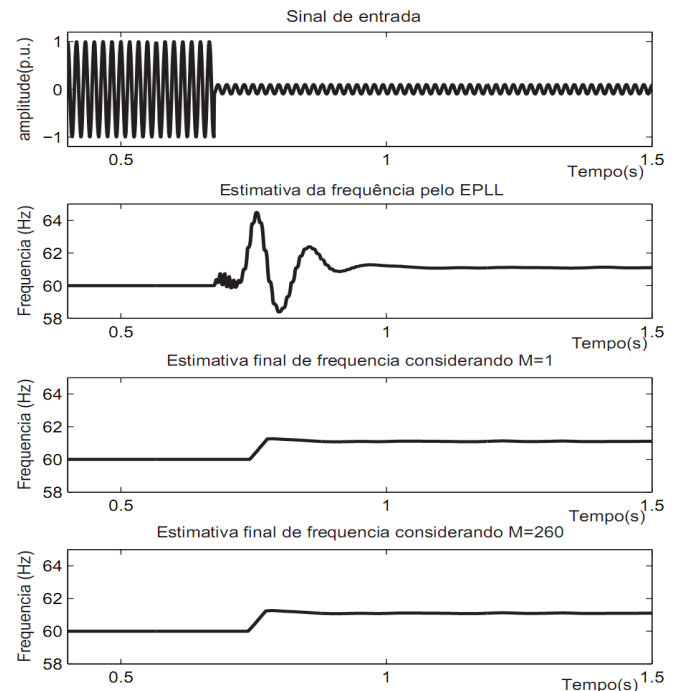 Sinal de entrada
amplitude(p.u.)
1
0
−1
0.5
1
1.5
Tempo(s)
Estimativa da frequência pelo EPLL
Frequencia (Hz)
64
62
60
58
0.5
1
1.5
Tempo(s)
Estimativa final de frequencia considerando M=1
Frequencia (Hz)
64
62
60
58
0.5
1
1.5
Tempo(s)
Estimativa final de frequencia considerando M=260
Frequencia (Hz)
64
62
60
58
0.5
1
1.5
Tempo(s)